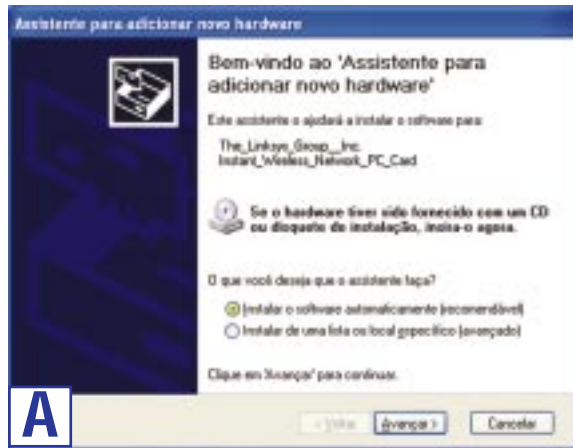 Assistente para adicionar novo hardware
Bem-vindo ao 'Assistente para
adicionar novo hardware'
Este assistente o ajudará a instalar o software para:
The_Linksys_Group__Inc.
Instant_Wireless_Network_PC_Card
Se o hardware tiver sido fornecido com um CD
ou disquete de instalação, insira-o agora.
O que você deseja que o assistente faça?
Instalar o software automaticamente (recomendável)
Instalar de uma lista ou local específico (avançado)
Clique em 'Avançar' para continuar.
< Voltar
Avançar >
Cancelar
A